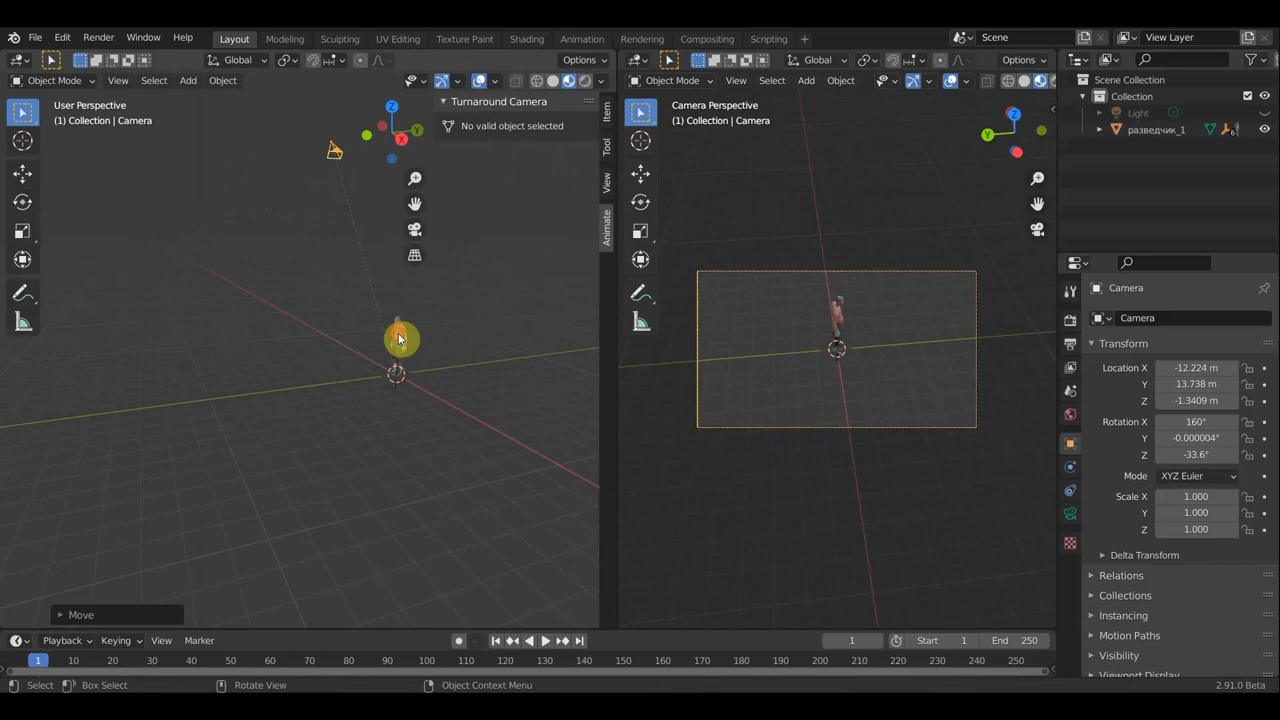 File Edit Render Window Help Layout Modeling Sculpting UV Editing Texture Paint Shading Animation Rendering Compositing Scripting + Scene View Layer
Global Options Global Options
Object Mode View Select Add Object Object Mode View Select Add Object
User Perspective
(1) Collection | Camera
Turnaround Camera
No valid object selected
Item
Tool
View
Animate
Z
Y
X
Move
Camera Perspective
(1) Collection | Camera
Z
Y
Scene Collection
Collection
Light
разведчик_1
6
Camera
Camera
Transform
Location X -12.224 m
Y 13.738 m
Z -1.3409 m
Rotation X 160°
Y -0.000004°
Z -33.6°
Mode XYZ Euler
Scale X 1.000
Y 1.000
Z 1.000
Delta Transform
Relations
Collections
Instancing
Motion Paths
Visibility
Viewport Display
Playback Keying View Marker 1 Start 1 End 250
1 10 20 30 40 50 60 70 80 90 100 110 120 130 140 150 160 170 180 190 200 210 220 230 240 250
Select Box Select Rotate View Object Context Menu 2.91.0 Beta